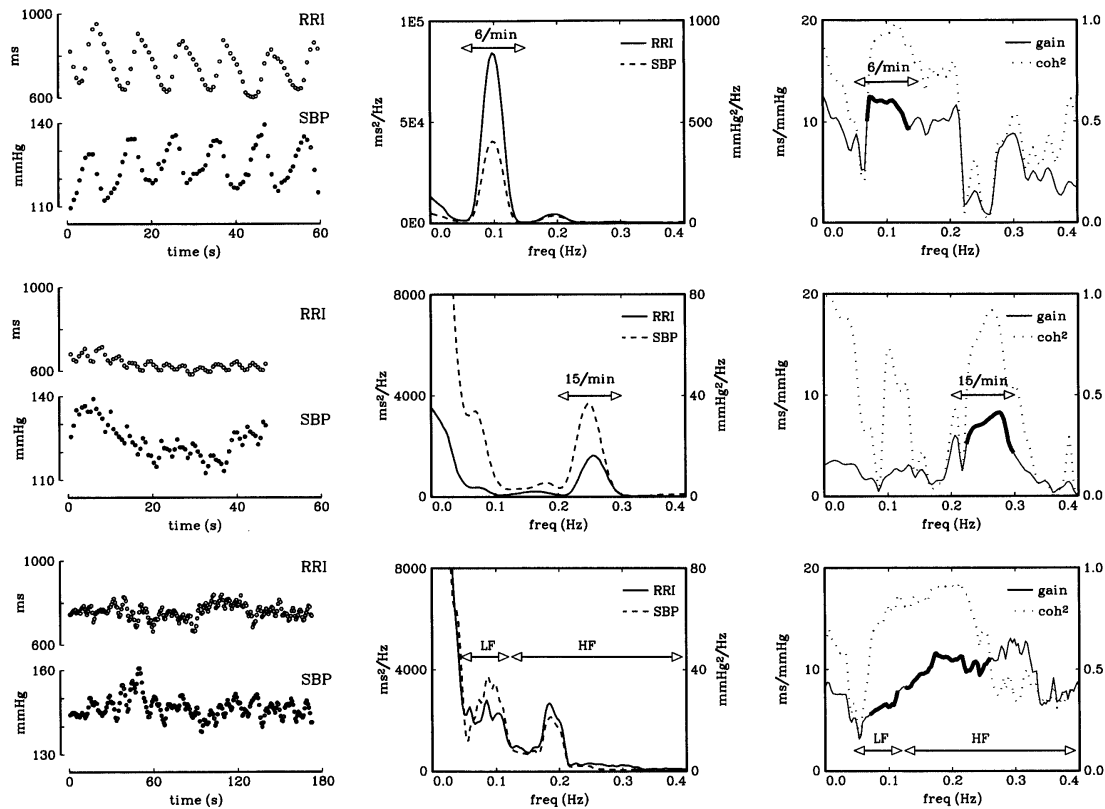 1000
RRI
ms
600
140
SBP
mmHg
110
0 20 40 60
time (s)
1E5 1000
6/min
RRI
SBP
ms²/Hz
5E4 500
mmHg²/Hz
0E0 0
0.0 0.1 0.2 0.3 0.4
freq (Hz)
20 1.0
gain
coh²
6/min
ms/mmHg
10 0.5
0 0.0
0.0 0.1 0.2 0.3 0.4
freq (Hz)
1000
RRI
ms
600
140
SBP
mmHg
110
0 20 40 60
time (s)
8000 80
RRI
SBP
15/min
ms²/Hz
4000 40
mmHg²/Hz
0 0
0.0 0.1 0.2 0.3 0.4
freq (Hz)
20 1.0
gain
coh²
15/min
ms/mmHg
10 0.5
0 0.0
0.0 0.1 0.2 0.3 0.4
freq (Hz)
1000
RRI
ms
600
160
SBP
mmHg
130
0 60 120 180
time (s)
8000 80
RRI
SBP
LF HF
ms²/Hz
4000 40
mmHg²/Hz
0 0
0.0 0.1 0.2 0.3 0.4
freq (Hz)
20 1.0
gain
coh²
ms/mmHg
10 0.5
LF HF
0 0.0
0.0 0.1 0.2 0.3 0.4
freq (Hz)